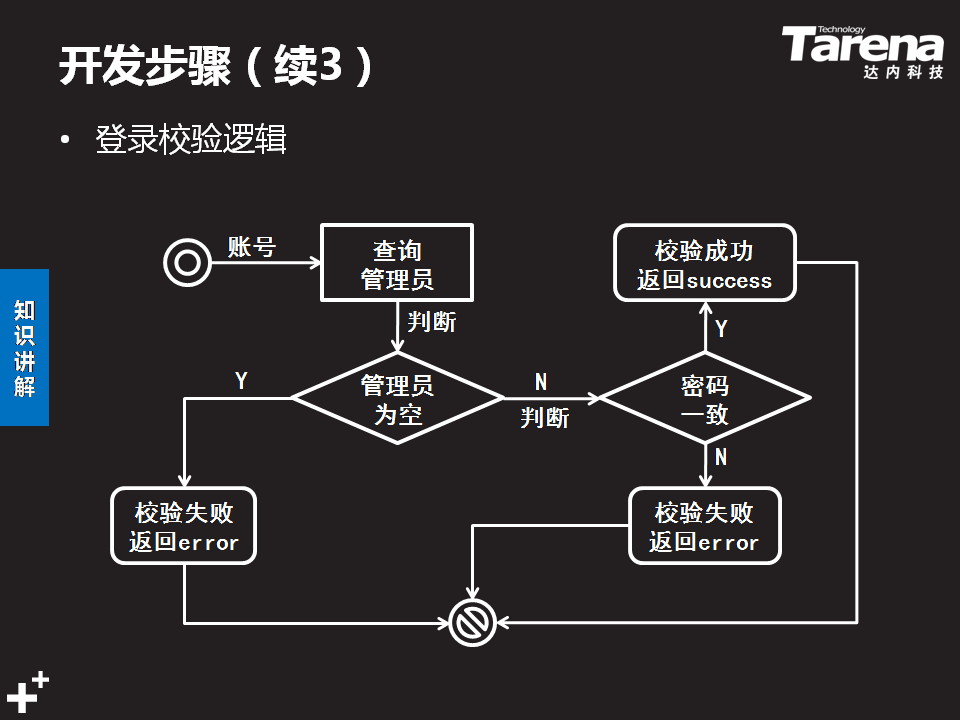 开发步骤（续3）
Technology
Tarena
达内科技
• 登录校验逻辑
账号
查询
管理员
校验成功
返回success
判断
Y
知识讲解
Y
管理员
为空
N
判断
密码
一致
N
校验失败
返回error
校验失败
返回error